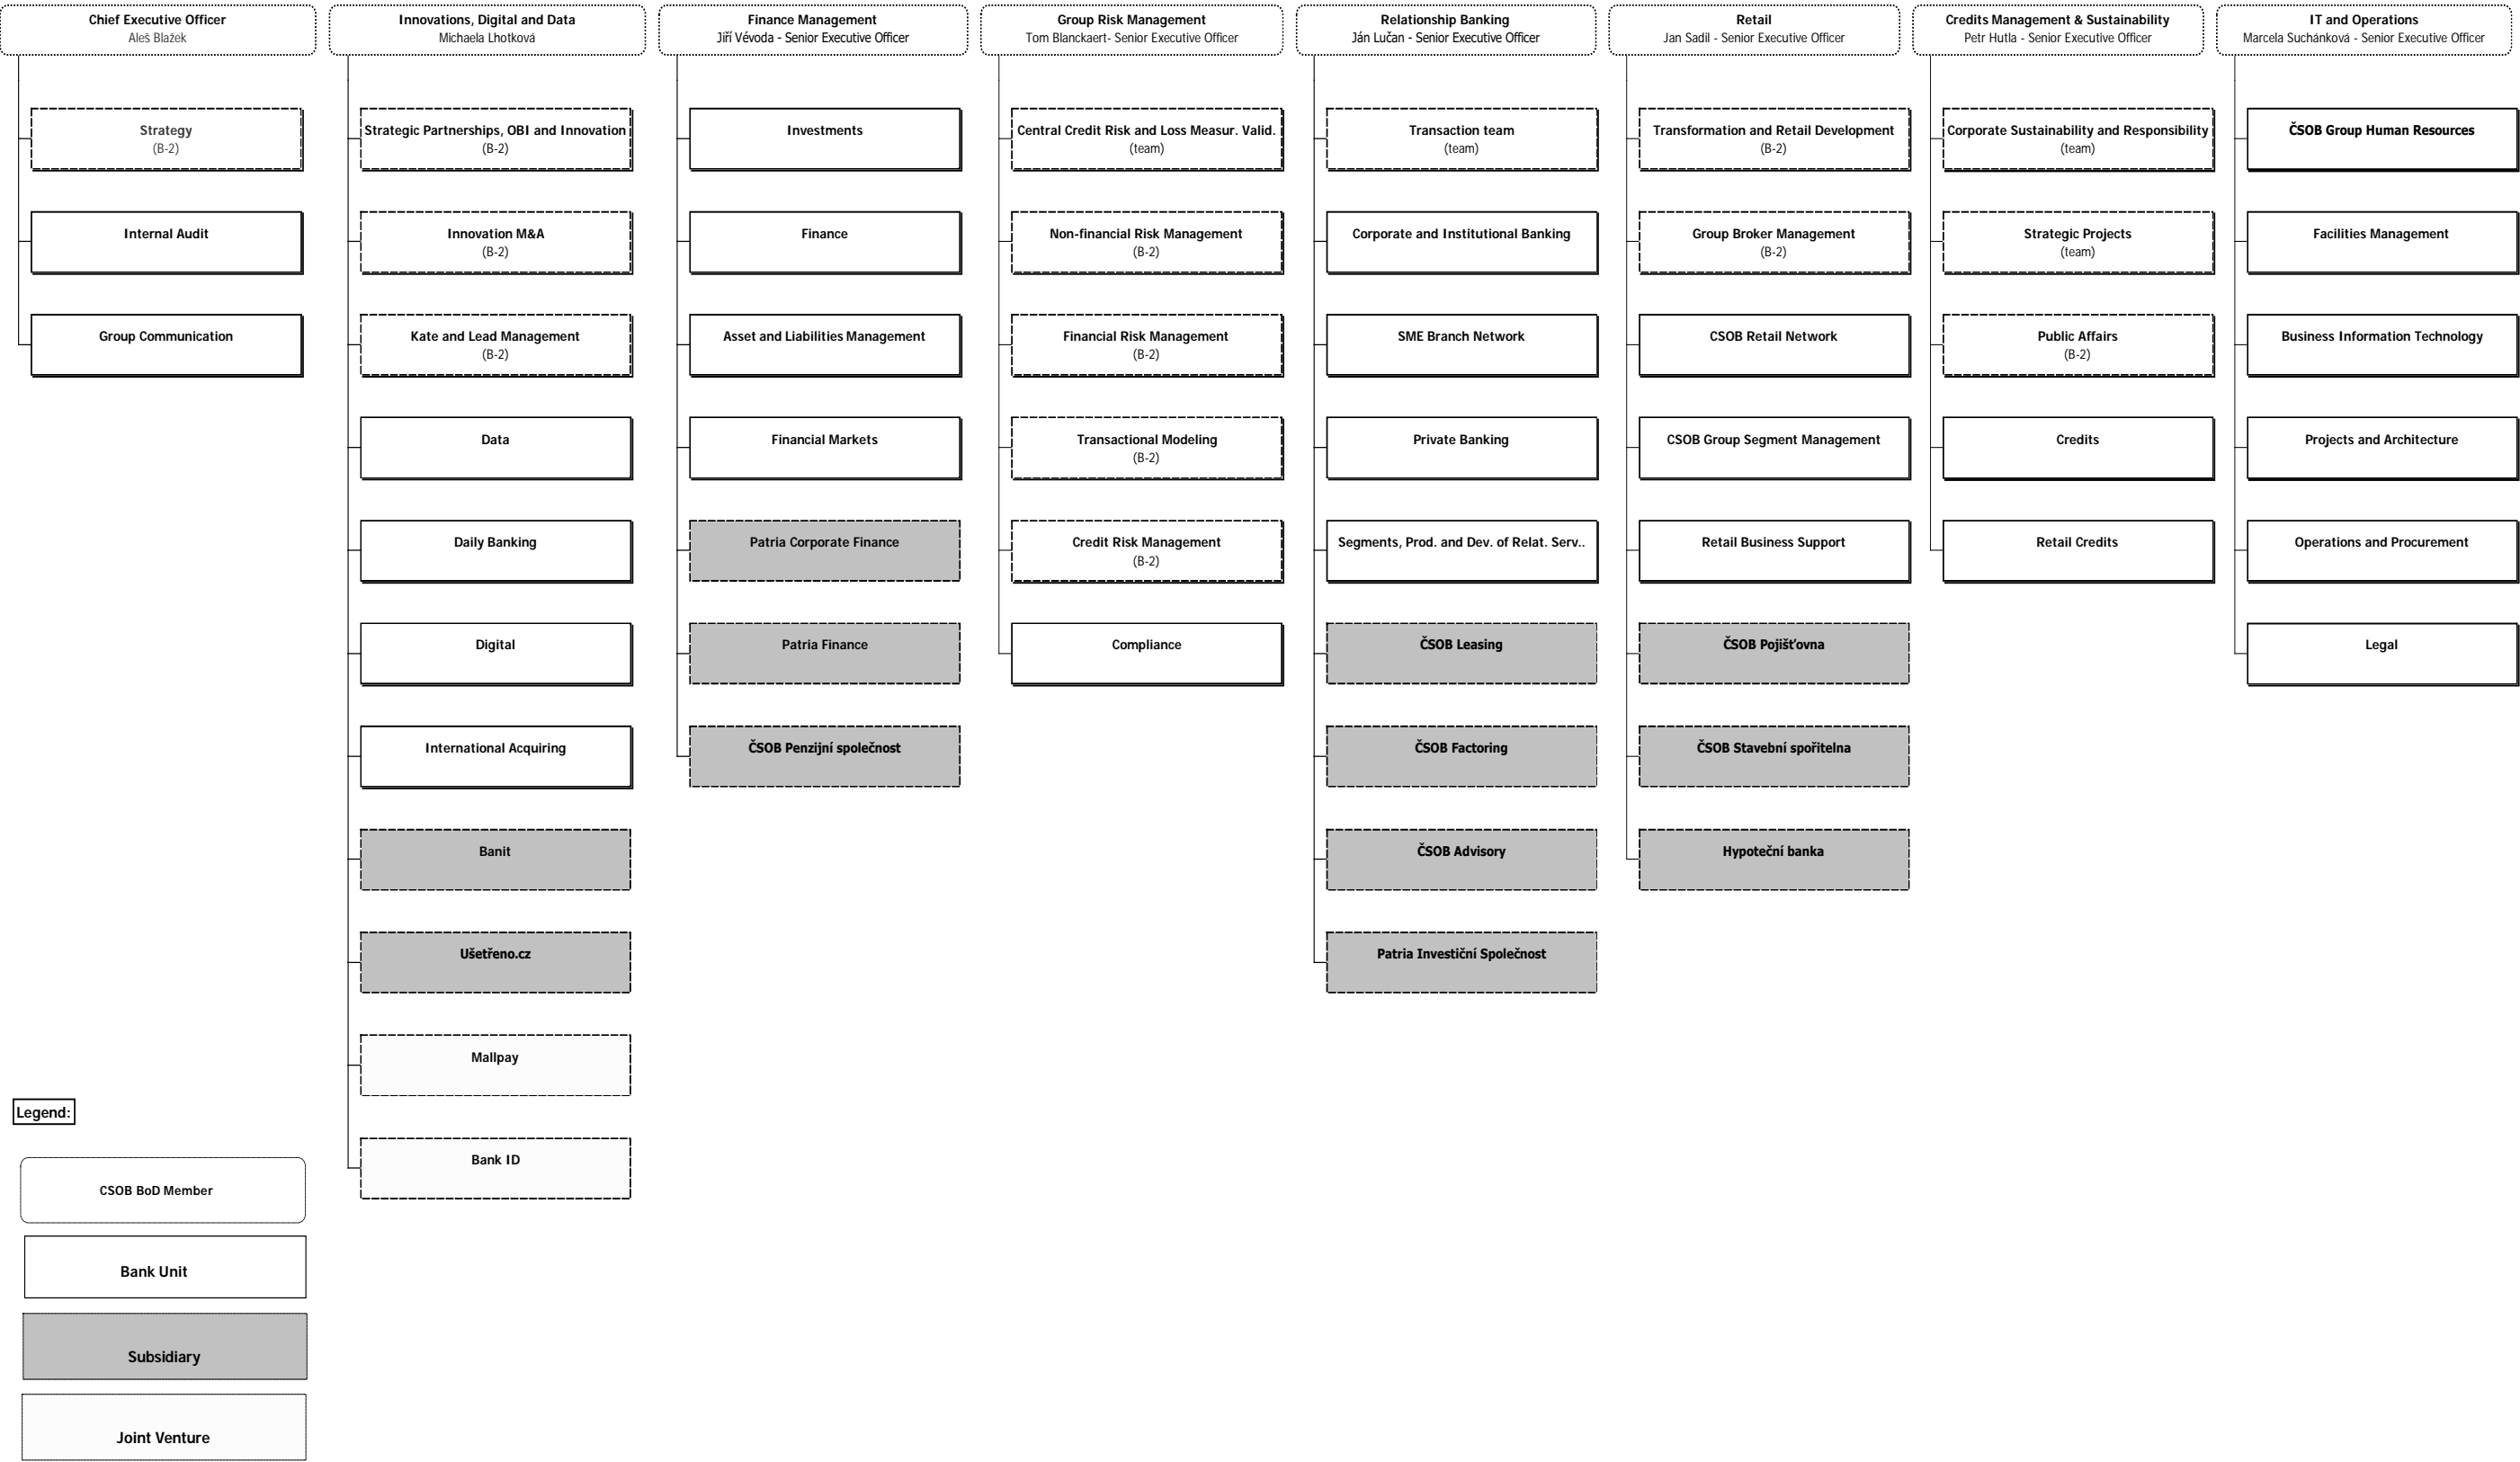 Chief Executive Officer
Aleš Blažek
Strategy
(B-2)
Internal Audit
Group Communication
Innovations, Digital and Data
Michaela Lhotková
Strategic Partnerships, OBI and Innovation
(B-2)
Innovation M&A
(B-2)
Kate and Lead Management
(B-2)
Data
Daily Banking
Digital
International Acquiring
Banit
Ušetřeno.cz
Mallpay
Bank ID
Finance Management
Jiří Vévoda - Senior Executive Officer
Investments
Finance
Asset and Liabilities Management
Financial Markets
Patria Corporate Finance
Patria Finance
ČSOB Penzijní společnost
Group Risk Management
Tom Blanckaert- Senior Executive Officer
Central Credit Risk and Loss Measur. Valid.
(team)
Non-financial Risk Management
(B-2)
Financial Risk Management
(B-2)
Transactional Modeling
(B-2)
Credit Risk Management
(B-2)
Compliance
Relationship Banking
Ján Lučan - Senior Executive Officer
Transaction team
(team)
Corporate and Institutional Banking
SME Branch Network
Private Banking
Segments, Prod. and Dev. of Relat. Serv..
ČSOB Leasing
ČSOB Factoring
ČSOB Advisory
Patria Investiční Společnost
Retail
Jan Sadil - Senior Executive Officer
Transformation and Retail Development
(B-2)
Group Broker Management
(B-2)
CSOB Retail Network
CSOB Group Segment Management
Retail Business Support
ČSOB Pojišťovna
ČSOB Stavební spořitelna
Hypoteční banka
Credits Management & Sustainability
Petr Hutla - Senior Executive Officer
Corporate Sustainability and Responsibility
(team)
Strategic Projects
(team)
Public Affairs
(B-2)
Credits
Retail Credits
IT and Operations
Marcela Suchánková - Senior Executive Officer
ČSOB Group Human Resources
Facilities Management
Business Information Technology
Projects and Architecture
Operations and Procurement
Legal
Legend:
CSOB BoD Member
Bank Unit
Subsidiary
Joint Venture